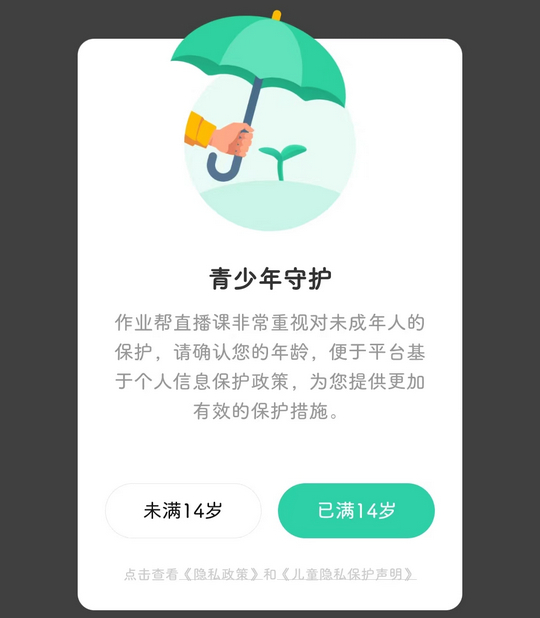 青少年守护
作业帮直播课非常重视对未成年人的
保护，请确认您的年龄，便于平台基
于个人信息保护政策，为您提供更加
有效的保护措施。
未满14岁
已满14岁
点击查看《隐私政策》和《儿童隐私保护声明》